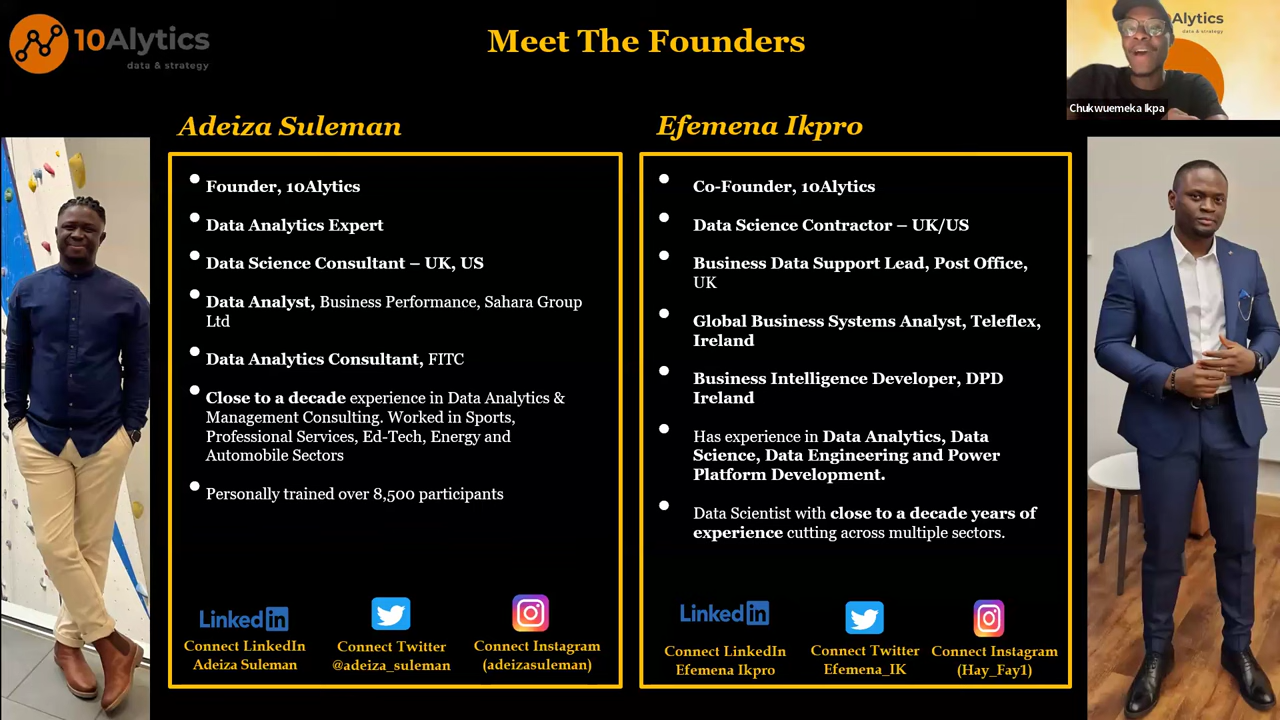 10Alytics
data & strategy
Meet The Founders
Alytics
data & strategy
Chukwuemeka Ikpa
Adeiza Suleman
Founder, 10Alytics
Data Analytics Expert
Data Science Consultant – UK, US
Data Analyst, Business Performance, Sahara Group
Ltd
Data Analytics Consultant, FITC
Close to a decade experience in Data Analytics &
Management Consulting. Worked in Sports,
Professional Services, Ed-Tech, Energy and
Automobile Sectors
Personally trained over 8,500 participants
LinkedIn
Connect LinkedIn
Adeiza Suleman
Connect Twitter
@adeiza_suleman
Connect Instagram
(adeizasuleman)
Efemena Ikpro
Co-Founder, 10Alytics
Data Science Contractor – UK/US
Business Data Support Lead, Post Office,
UK
Global Business Systems Analyst, Teleflex,
Ireland
Business Intelligence Developer, DPD
Ireland
Has experience in Data Analytics, Data
Science, Data Engineering and Power
Platform Development.
Data Scientist with close to a decade years of
experience cutting across multiple sectors.
LinkedIn
Connect LinkedIn
Efemena Ikpro
Connect Twitter
Efemena_IK
Connect Instagram
(Hay_Fay1)